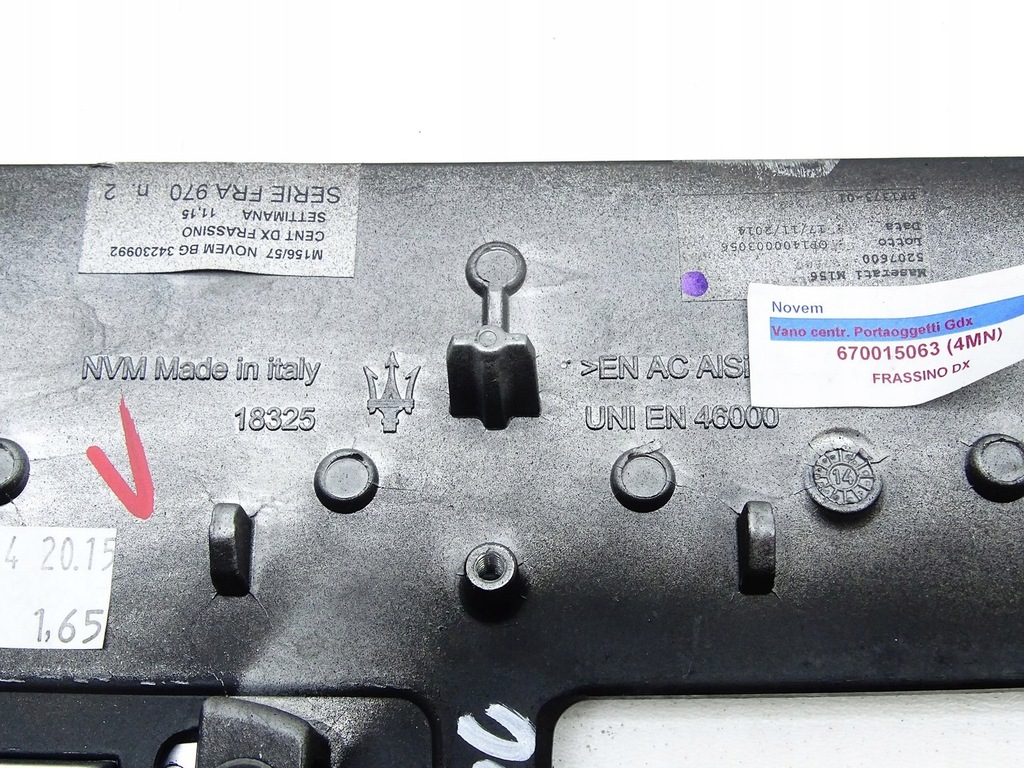 SERIE FRA 970 n. 2
SETTIMANA 11.15
CENT DX FRASSINO
M156/57 NOVEM BG 34230992
Maserati M156
5207600
Lotto : OP1400003056
Data : 17/11/2014
Novem
Vano centr. Portaoggetti Gdx
670015063 (4MN)
FRASSINO DX
NVM Made in italy
18325
>EN AC AlSi
UNI EN 46000
14
4 20.15
1,65